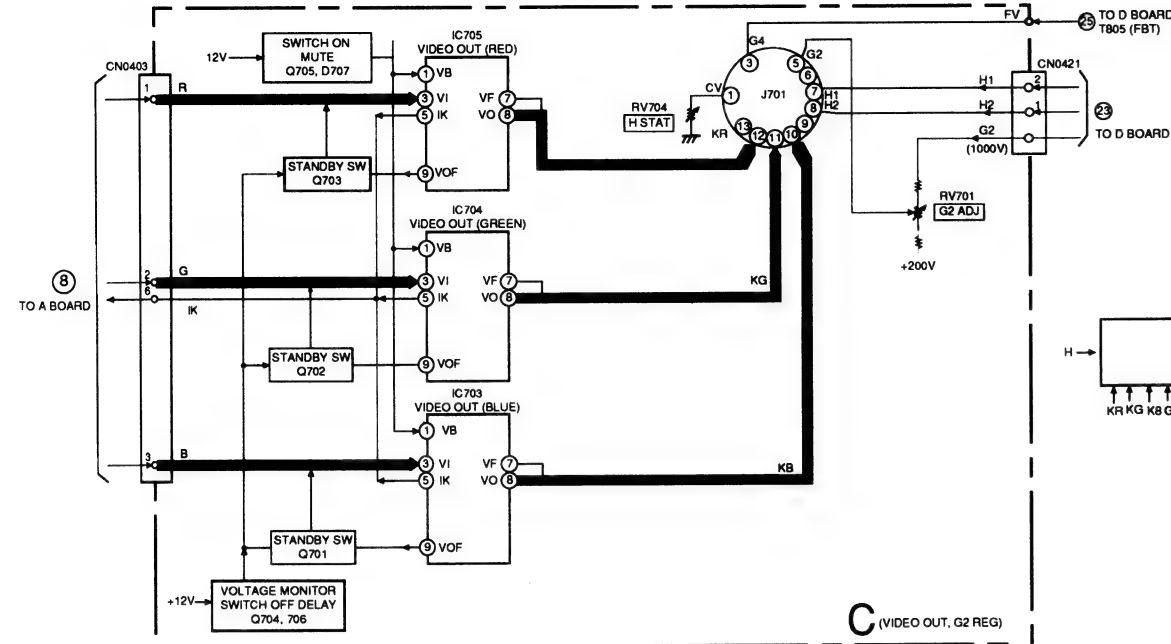 FV
25 TO D BOARD
T805 (FBT)
G4
G2
3
5
6
7
8
9
10
11
12
13
1
J701
CV
H1
H2
KR
RV704
H STAT
CN0421
H1
2
H2
1
G2
(1000V)
23
TO D BOARD
RV701
G2 ADJ
+200V
12V
SWITCH ON
MUTE
Q705, D707
IC705
VIDEO OUT (RED)
1 VB
3 VI
5 IK
VF 7
VO 8
9 VOF
CN0403
1
R
STANDBY SW
Q703
IC704
VIDEO OUT (GREEN)
1 VB
3 VI
5 IK
VF 7
VO 8
9 VOF
KG
8
TO A BOARD
2
G
6
IK
STANDBY SW
Q702
IC703
VIDEO OUT (BLUE)
1 VB
3 VI
5 IK
VF 7
VO 8
9 VOF
KB
3
B
STANDBY SW
Q701
+12V
VOLTAGE MONITOR
SWITCH OFF DELAY
Q704, 706
H
KR KG K8 G
C (VIDEO OUT, G2 REG)